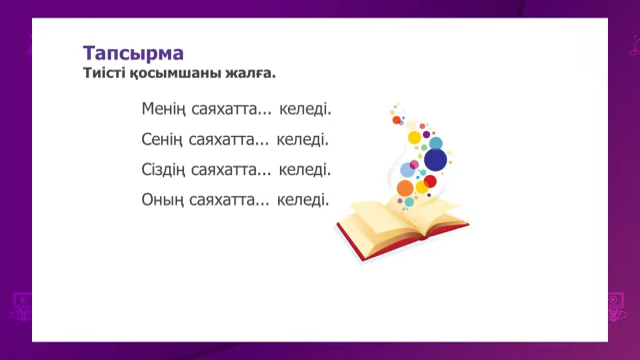 Тапсырма
Тиісті қосымшаны жалға.
Менің саяхатта... келеді.
Сенің саяхатта... келеді.
Сіздің саяхатта... келеді.
Оның саяхатта... келеді.